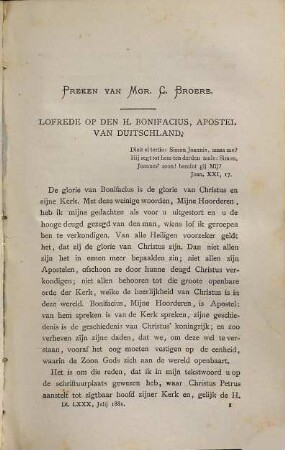 PREKEN VAN MGR. C. BROERE.
LOFREDE OP DEN H. BONIFACIUS, APOSTEL
VAN DUITSCHLAND.
Dicit ei tertio: Simon Joannis, amas me?
Hij zegt tot hem ten derden male: Simon,
Joannes' zoon! bemint gij Mij?
Joan. XXI, 17.
De glorie van Bonifacius is de glorie van Christus en
zijne Kerk. Met deze weinige woorden, Mijne Hoorderen,
heb ik mijne gedachten als voor u uitgestort en u de
hooge deugd gezegd van den man, wiens lof ik geroepen
ben te verkondigen. Van alle Heiligen voorzeker geldt
het, dat zij de glorie van Christus zijn. Dan niet allen
zijn het in even bepaalden zin; niet allen zijn
Apostelen, ofschoon ze door hunne deugd Christus ver-
kondigen; niet allen behooren tot die groote openbare
orde der Kerk, welke de heerlijkheid van Christus is in
deze wereld. Bonifacius, Mijne Hoorderen, is Apostel;
van hem spreken is van de Kerk spreken, zijne geschie-
denis is de geschiedenis van Christus' koningrijk; en zoo
verheven zijn zijne daden, dat we, om deze wel te ver-
staan, vooraf het oog moeten vestigen op de eenheid,
waarin de Zoon Gods zich aan de wereld openbaart.
Het is om die reden, dat ik in mijn tekstwoord u op
de schriftuurplaats gewezen heb, waar Christus Petrus
aanstelt tot zigtbaar hoofd zijner Kerk en, gelijk de H.
Dl. LXXX, Julij 1881. 1